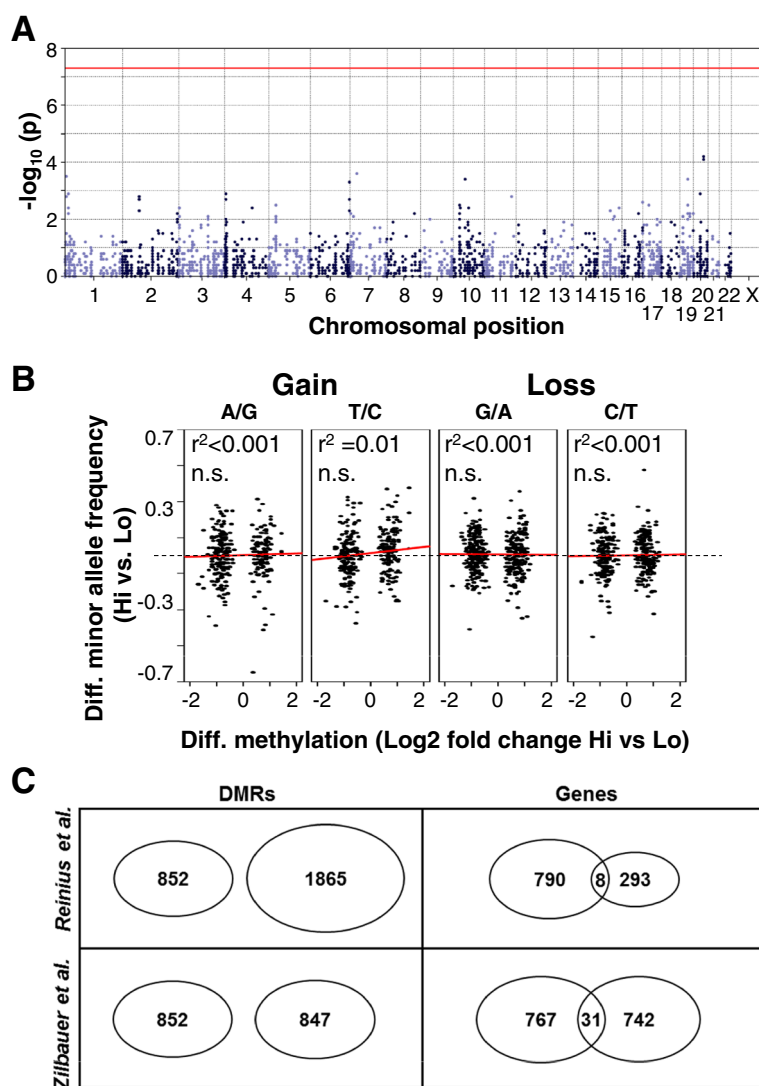 A
8
6
4
2
0
-log10 (p)
1 2 3 4 5 6 7 8 9 10 11 12 13 14 15 16 18 20 22 X
17 19 21
Chromosomal position
B
Gain Loss
A/G T/C G/A C/T
r²<0.001 r² =0.01 r²<0.001 r²<0.001
n.s. n.s. n.s. n.s.
0.7
0.3
-0.3
-0.7
Diff. minor allele frequency
(Hi vs. Lo)
-2 0 2 -2 0 2 -2 0 2 -2 0 2
Diff. methylation (Log2 fold change Hi vs Lo)
C
DMRs Genes
Reinius et al.
852 1865 790 8 293
Zilbauer et al.
852 847 767 31 742